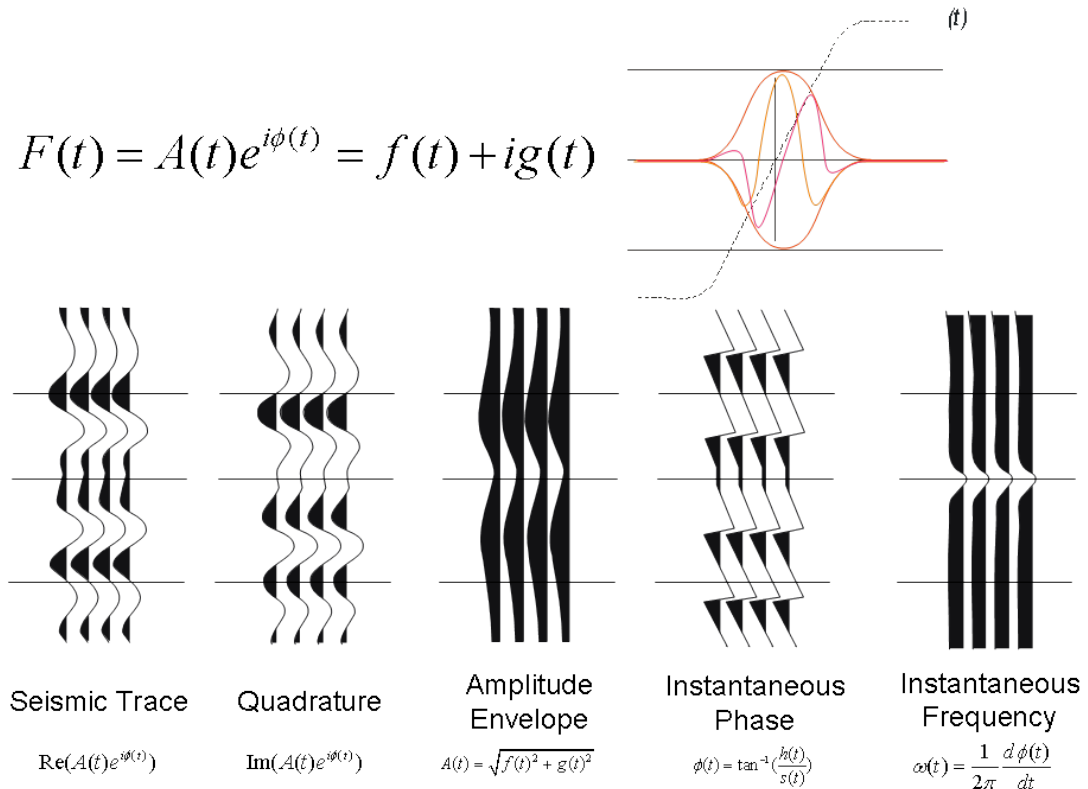 (t)
F(t) = A(t)e^{iϕ(t)} = f(t) + ig(t)
Seismic Trace
Quadrature
Amplitude
Envelope
Instantaneous
Phase
Instantaneous
Frequency
Re(A(t)e^{iϕ(t)})
Im(A(t)e^{iϕ(t)})
A(t) = √(f(t)² + g(t)²)
ϕ(t) = tan⁻¹(h(t)/s(t))
ω(t) = 1/2π dϕ(t)/dt